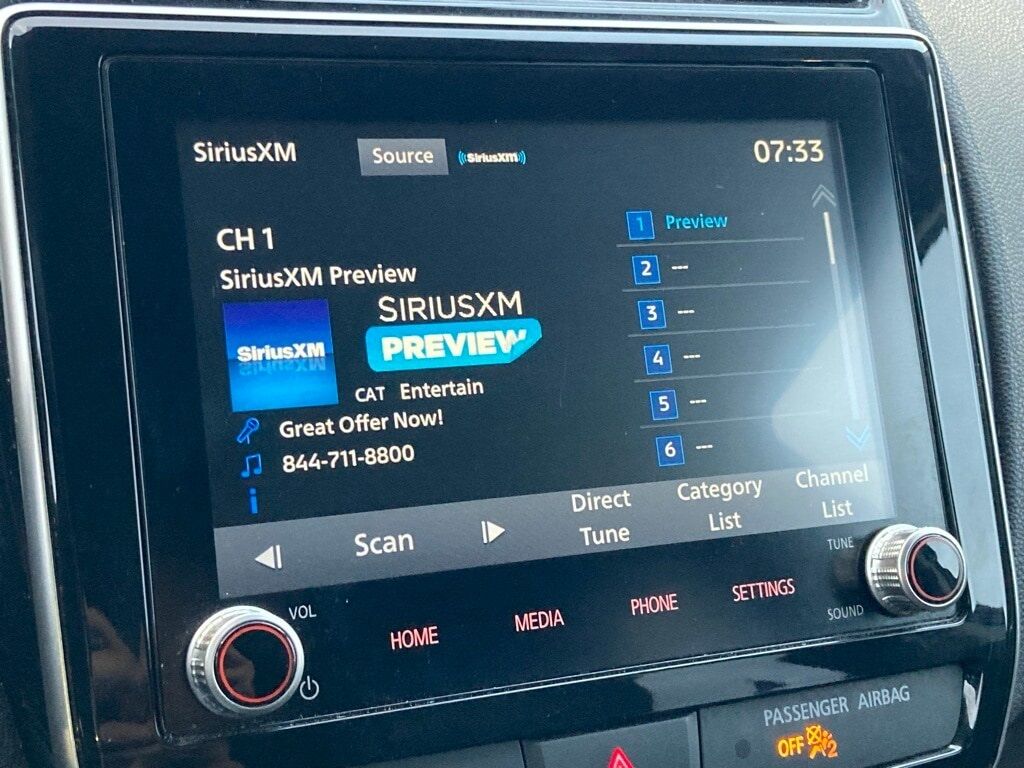 SiriusXM
Source
SiriusXM
07:33
CH 1
SiriusXM Preview
SiriusXM
SIRIUSXM
PREVIEW
CAT Entertain
Great Offer Now!
844-711-8800
1 Preview
2 ---
3 ---
4 ---
5 ---
6 ---
Scan
Direct
Tune
Category
List
Channel
List
VOL
HOME
MEDIA
PHONE
SETTINGS
TUNE
SOUND
PASSENGER AIRBAG
OFF 2